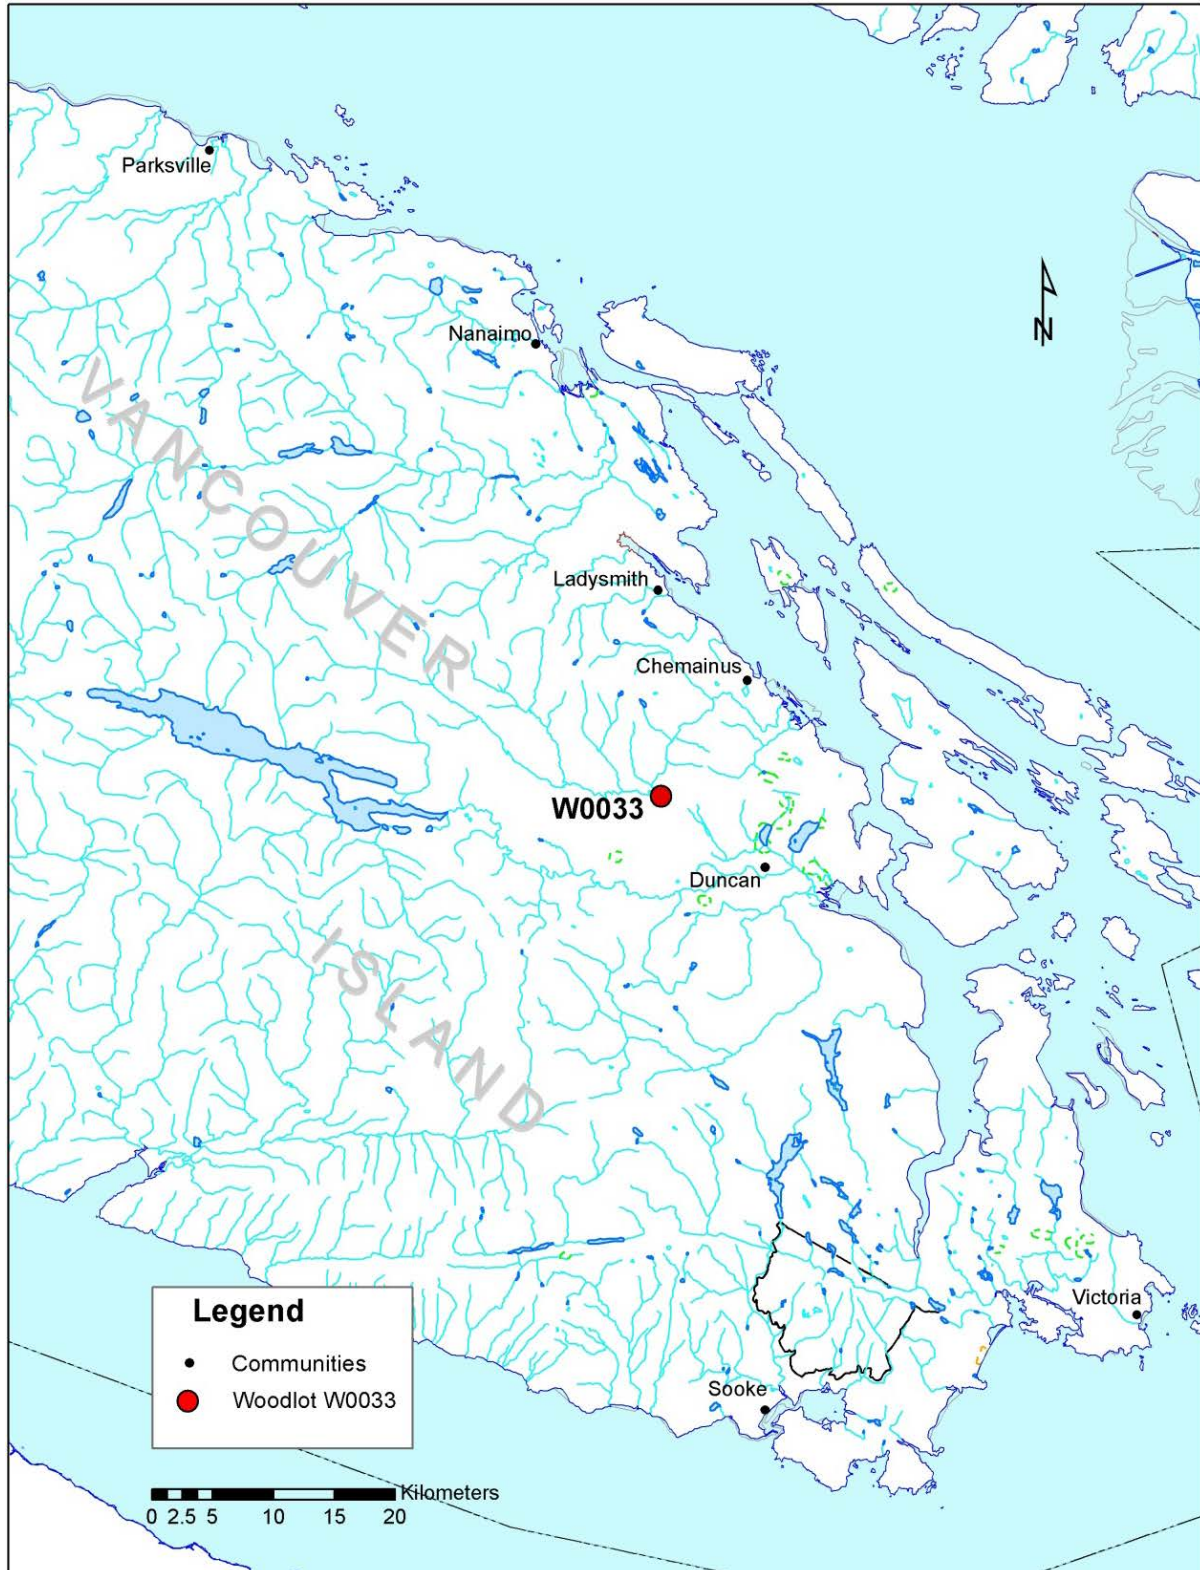 Parksville
Nanaimo
N
VANCOUVER
Ladysmith
Chemainus
W0033
Duncan
ISLAND
Victoria
Sooke
Legend
Communities
Woodlot W0033
Kilometers
0 2.5 5 10 15 20